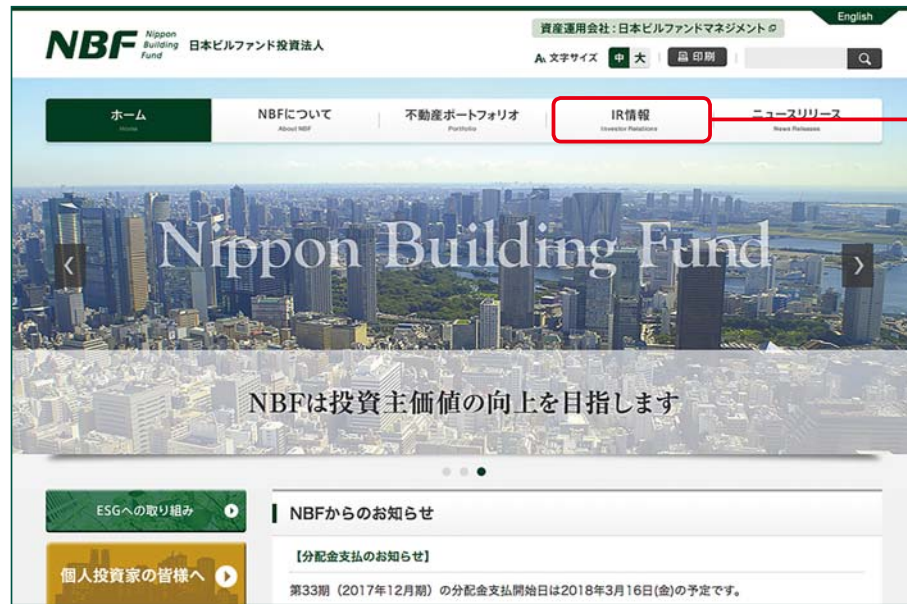 English
資産運用会社:日本ビルファンドマネジメント
NBF Nippon Building Fund 日本ビルファンド投資法人
A 文字サイズ 中 大 印刷
ホーム NBFについて 不動産ポートフォリオ IR情報 ニュースリリース
Home About NBF Portfolio Investor Relations News Releases
Nippon Building Fund
NBFは投資主価値の向上を目指します
ESGへの取り組み
NBFからのお知らせ
【分配金支払のお知らせ】
個人投資家の皆様へ
第33期(2017年12月期)の分配金支払開始日は2018年3月16日(金)の予定です。